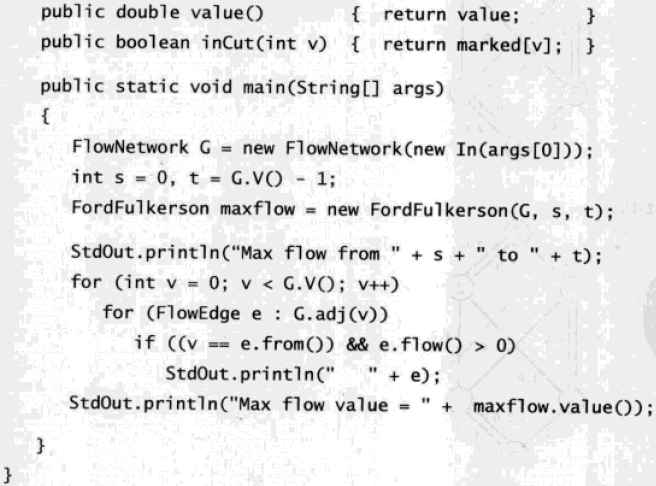 public double value() { return value; }
public boolean inCut(int v) { return marked[v]; }
public static void main(String[] args)
{
FlowNetwork G = new FlowNetwork(new In(args[0]));
int s = 0, t = G.V() - 1;
FordFulkerson maxflow = new FordFulkerson(G, s, t);
StdOut.println("Max flow from " + s + " to " + t);
for (int v = 0; v < G.V(); v++)
for (FlowEdge e : G.adj(v))
if ((v == e.from()) && e.flow() > 0)
StdOut.println("   " + e);
StdOut.println("Max flow value = " + maxflow.value());
}
}